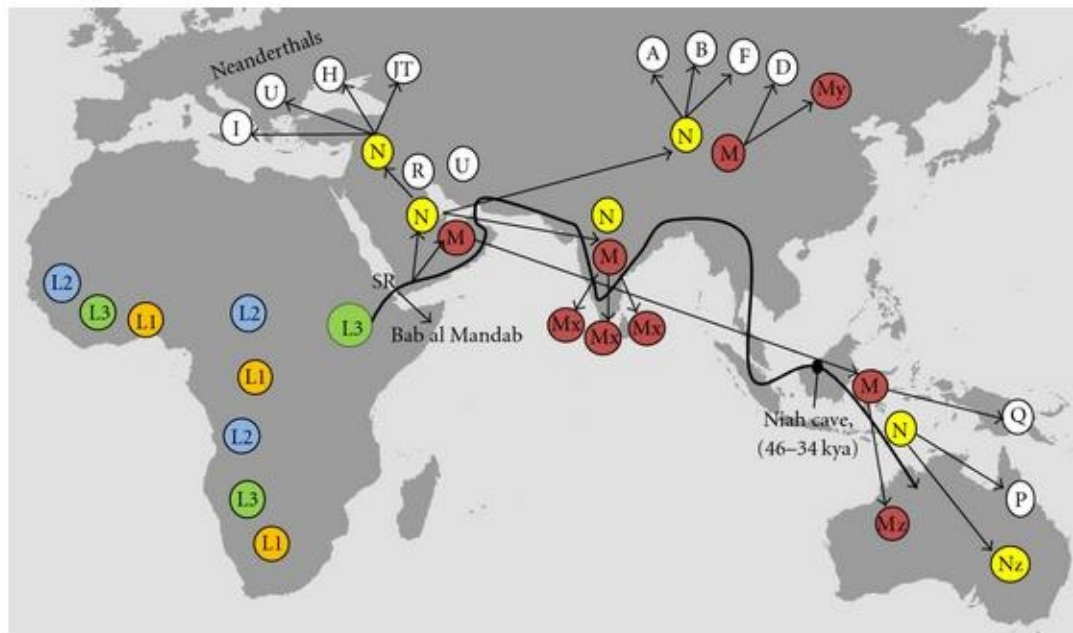 Neanderthals
A
B
F
D
My
H
JT
U
I
N
N
M
R
U
N
N
M
M
SR
L2
L3
L1
L2
L3
Bab al Mandab
Mx
Mx
Mx
L1
M
Niah cave,
(46–34 kya)
Q
N
L2
L3
P
Mz
L1
Nz